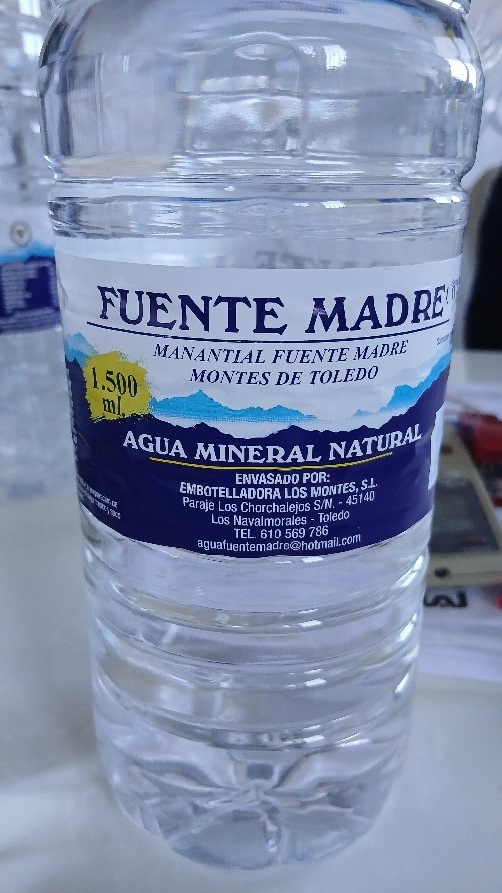 FUENTE MADRE
MANANTIAL FUENTE MADRE
MONTES DE TOLEDO
1.500
ml.
AGUA MINERAL NATURAL
ENVASADO POR:
EMBOTELLADORA LOS MONTES, S.L.
Paraje Los Chorchalejos S/N. - 45140
Los Navalmorales - Toledo
TEL. 610 569 786
aguafuentemadre@hotmail.com